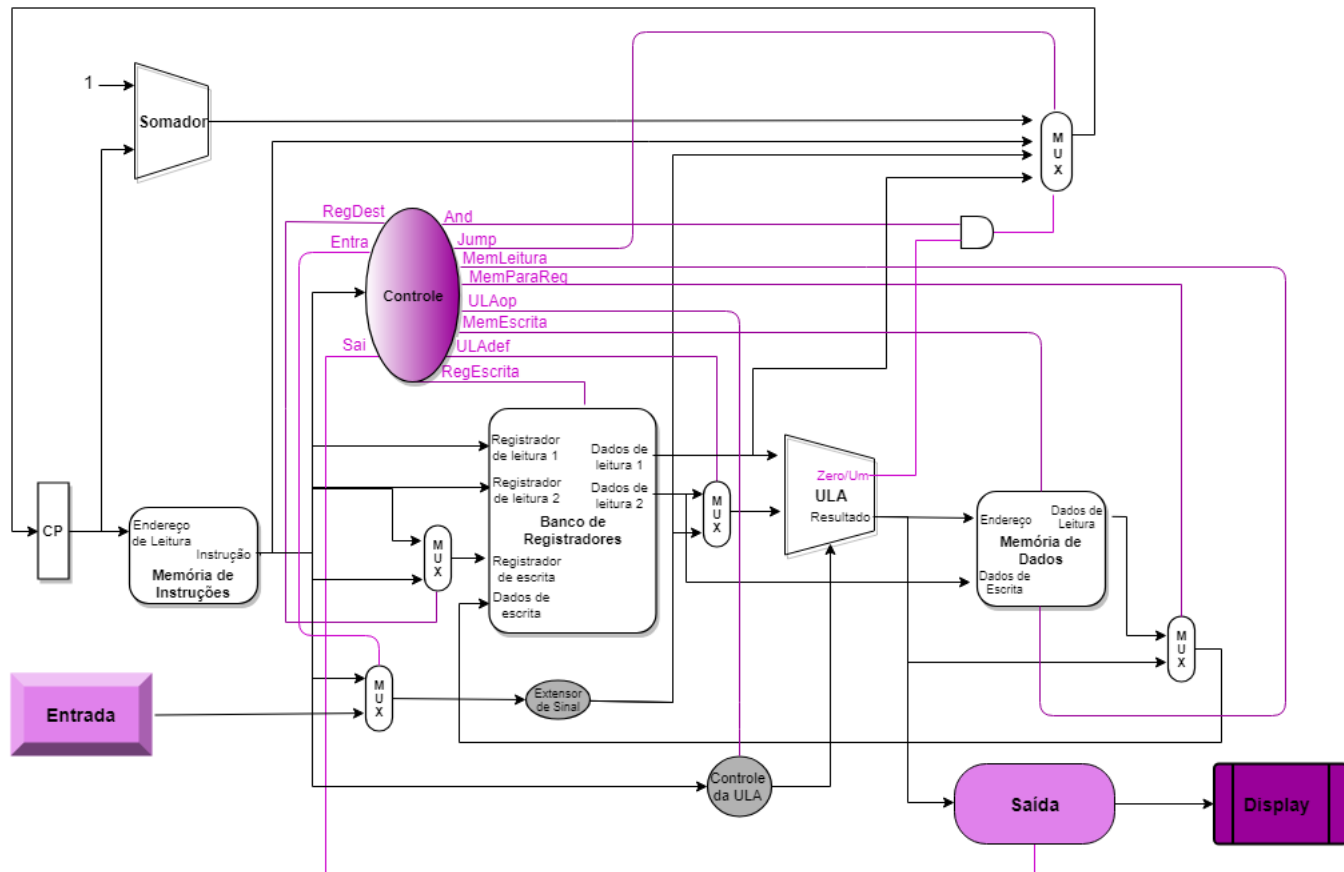 1
Somador
M
U
X
RegDest
And
Entra
Jump
MemLeitura
MemParaReg
Controle
ULAop
MemEscrita
Sai
ULAdef
RegEscrita
Registrador
de leitura 1
Dados de
leitura 1
Registrador
de leitura 2
Dados de
leitura 2
Banco de
Registradores
Registrador
de escrita
Dados de
escrita
M
U
X
Zero/Um
ULA
Resultado
CP
Endereço
de Leitura
Instrução
Memória de
Instruções
M
U
X
Endereço
Dados de
Leitura
Memória de
Dados
Dados de
Escrita
M
U
X
Entrada
M
U
X
Extensor
de Sinal
Controle
da ULA
Saída
Display